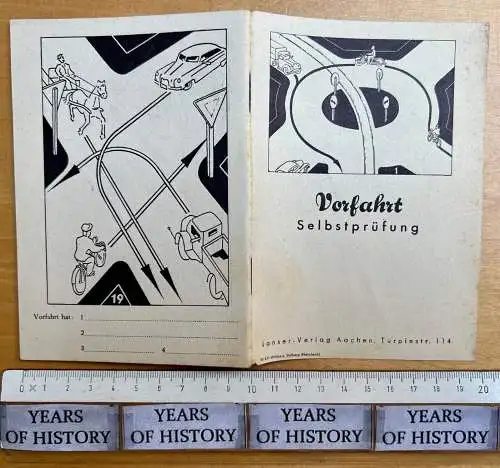 19
Vorfahrt hat: 1
2
3 4
1
Vorfahrt
Selbstprüfung
Janser-Verlag Aachen, Turpinstr. 114
0 1 2 3 4 5 6 7 8 9 10 11 12 13 14 15 16 17 18 19 20
YEARS OF HISTORY
YEARS OF HISTORY
YEARS OF HISTORY
YEARS OF HISTORY